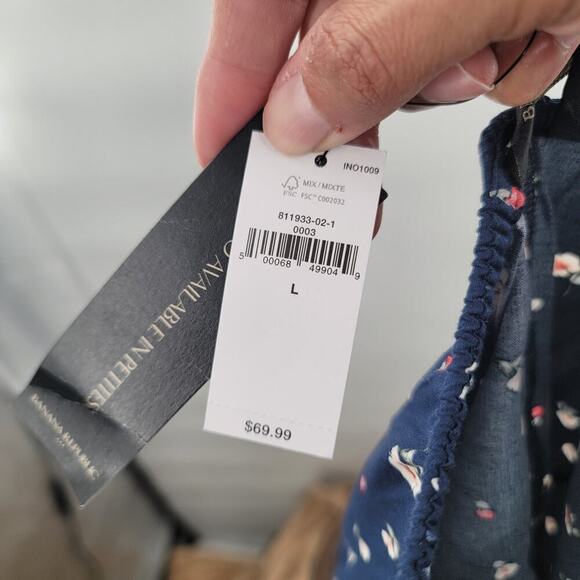 INO1009
MIX / MIXTE
FSC FSC™ C002032
811933-02-1
0003
5 00068 49904 9
L
$69.99
AVAILABLE IN PETITES
BANANA REPUBLIC